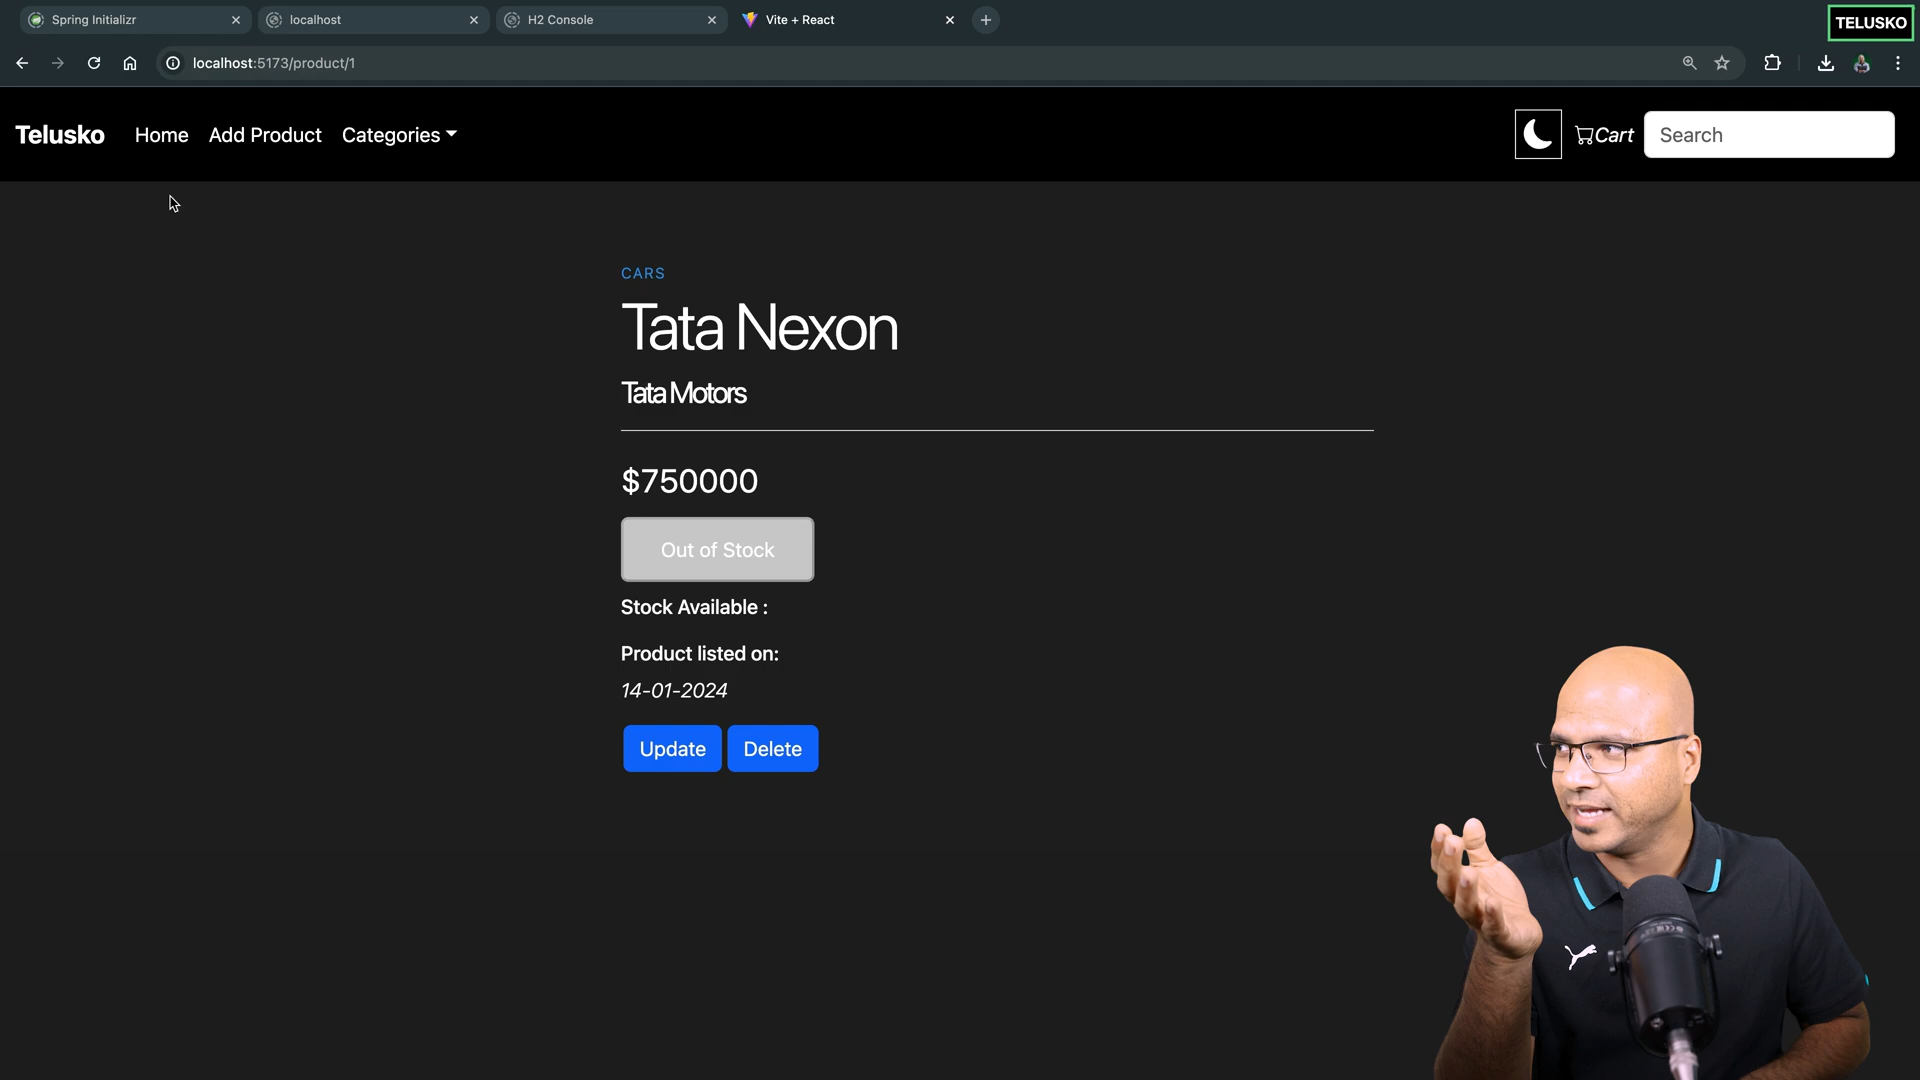 Spring Initializr
localhost
H2 Console
Vite + React
TELUSKO
localhost:5173/product/1
Telusko
Home
Add Product
Categories
Cart
Search
CARS
Tata Nexon
Tata Motors
$750000
Out of Stock
Stock Available :
Product listed on:
14-01-2024
Update
Delete